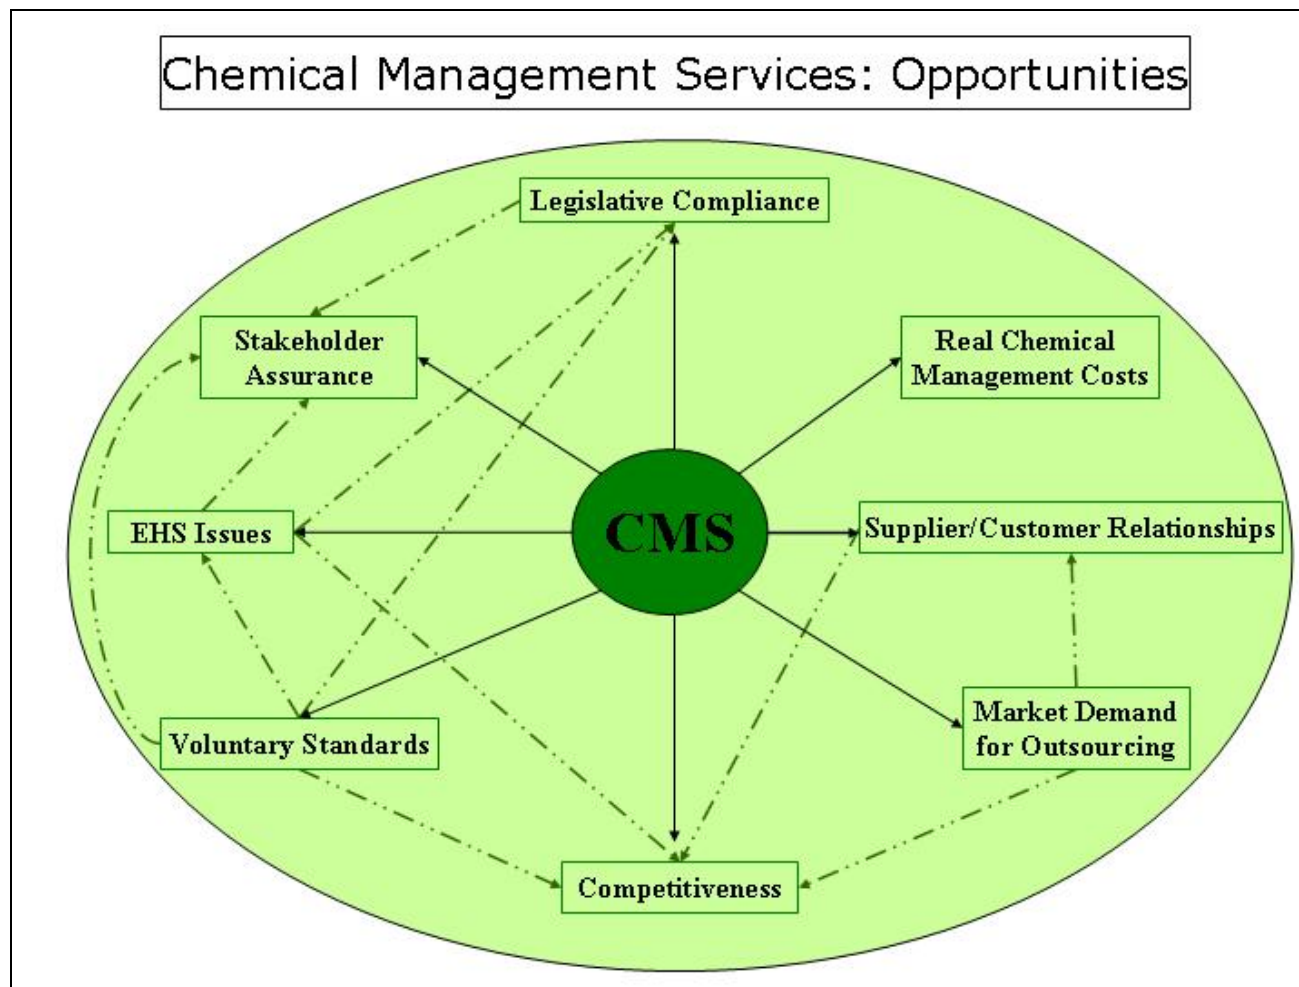 Chemical Management Services: Opportunities
Legislative Compliance
Stakeholder
Assurance
Real Chemical
Management Costs
EHS Issues
CMS
Supplier/Customer Relationships
Voluntary Standards
Market Demand
for Outsourcing
Competitiveness